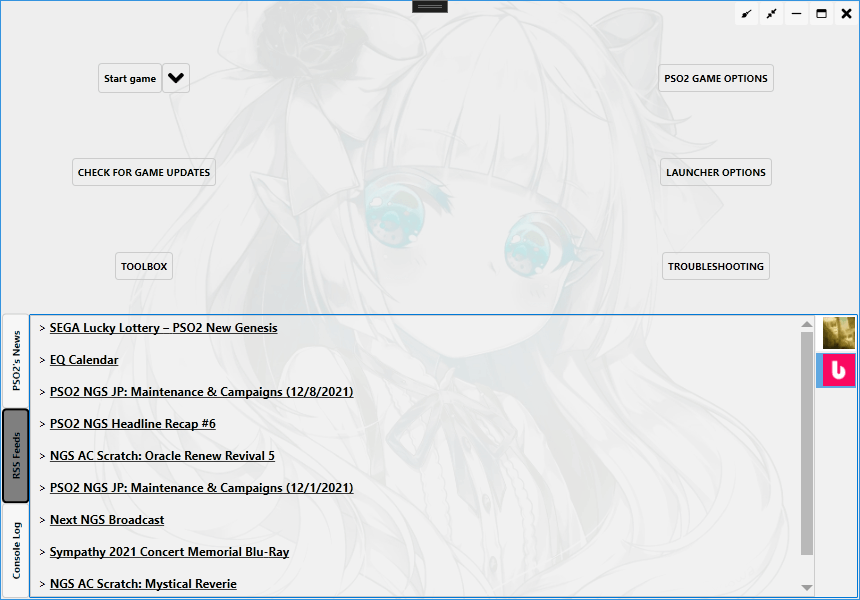 Start game
PSO2 GAME OPTIONS
CHECK FOR GAME UPDATES
LAUNCHER OPTIONS
TOOLBOX
TROUBLESHOOTING
PSO2's News
RSS Feeds
Console Log
> SEGA Lucky Lottery – PSO2 New Genesis
> EQ Calendar
> PSO2 NGS JP: Maintenance & Campaigns (12/8/2021)
> PSO2 NGS Headline Recap #6
> NGS AC Scratch: Oracle Renew Revival 5
> PSO2 NGS JP: Maintenance & Campaigns (12/1/2021)
> Next NGS Broadcast
> Sympathy 2021 Concert Memorial Blu-Ray
> NGS AC Scratch: Mystical Reverie
b